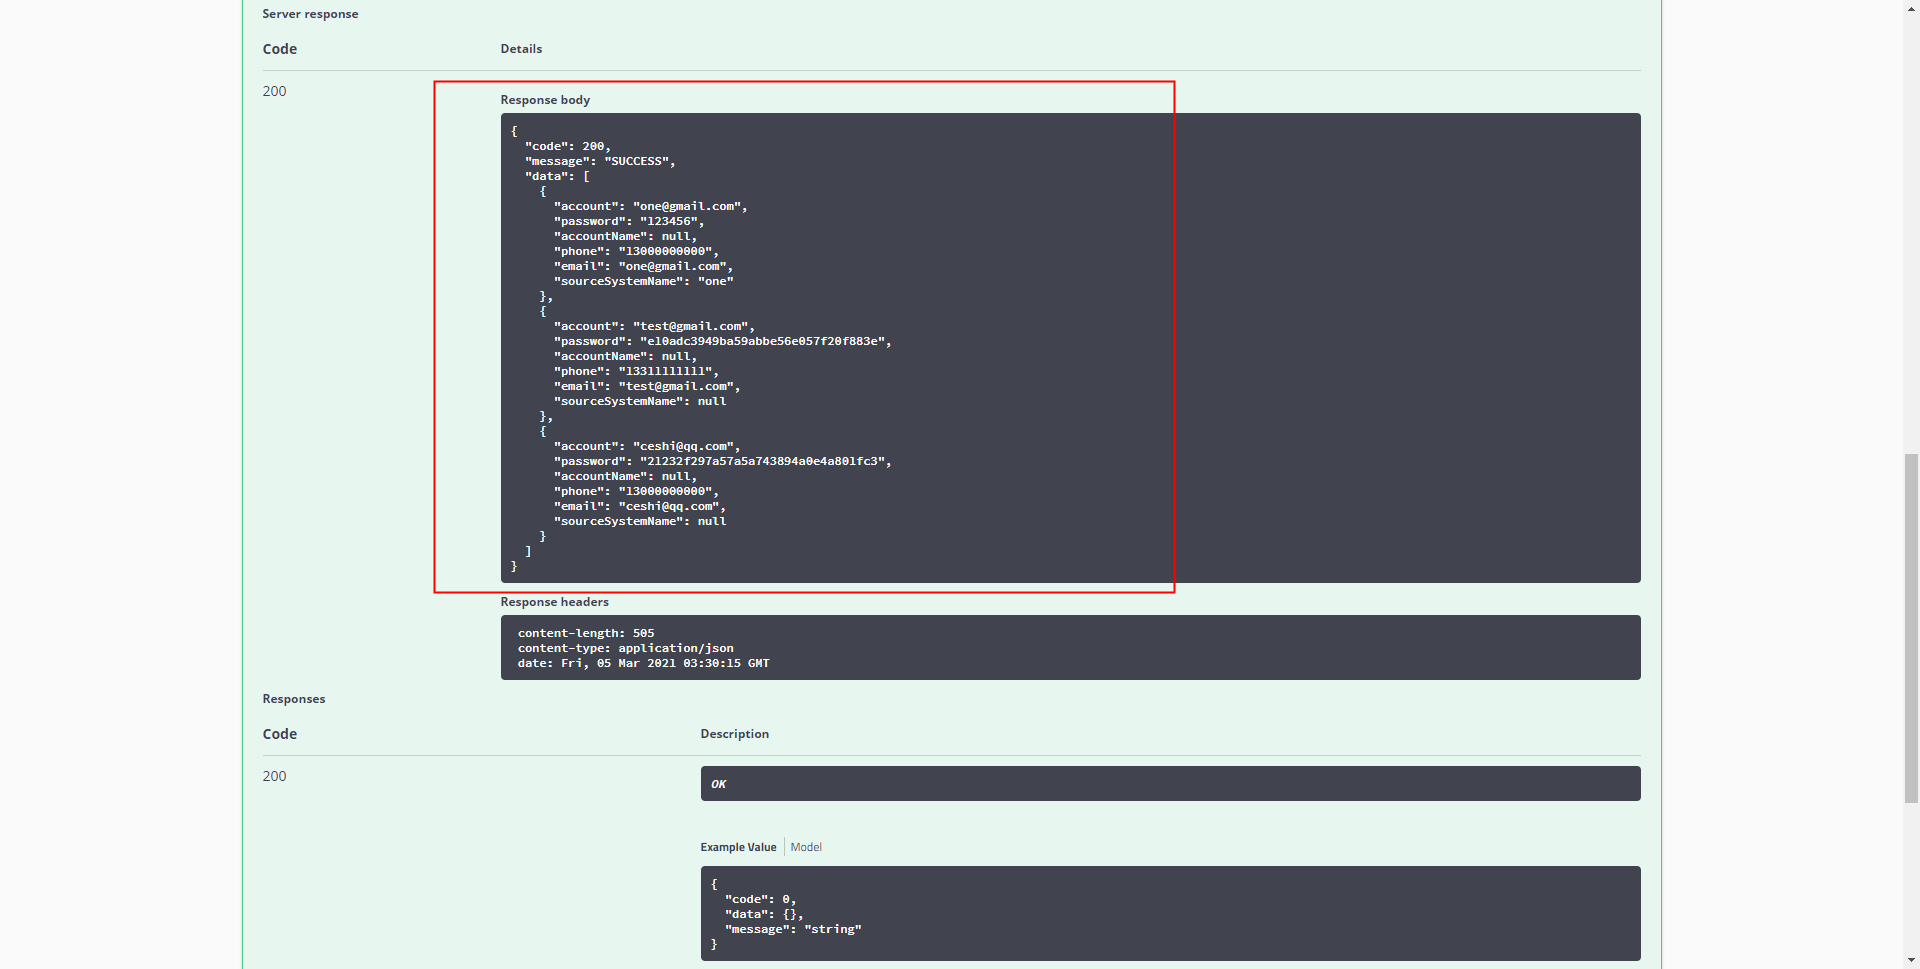 Server response
Code Details
200
Response body
{
  "code": 200,
  "message": "SUCCESS",
  "data": [
    {
      "account": "one@gmail.com",
      "password": "123456",
      "accountName": null,
      "phone": "13000000000",
      "email": "one@gmail.com",
      "sourceSystemName": "one"
    },
    {
      "account": "test@gmail.com",
      "password": "e10adc3949ba59abbe56e057f20f883e",
      "accountName": null,
      "phone": "13311111111",
      "email": "test@gmail.com",
      "sourceSystemName": null
    },
    {
      "account": "ceshi@qq.com",
      "password": "21232f297a57a5a743894a0e4a801fc3",
      "accountName": null,
      "phone": "13000000000",
      "email": "ceshi@qq.com",
      "sourceSystemName": null
    }
  ]
}
Response headers
content-length: 505
content-type: application/json
date: Fri, 05 Mar 2021 03:30:15 GMT
Responses
Code Description
200
OK
Example Value Model
{
  "code": 0,
  "data": {},
  "message": "string"
}